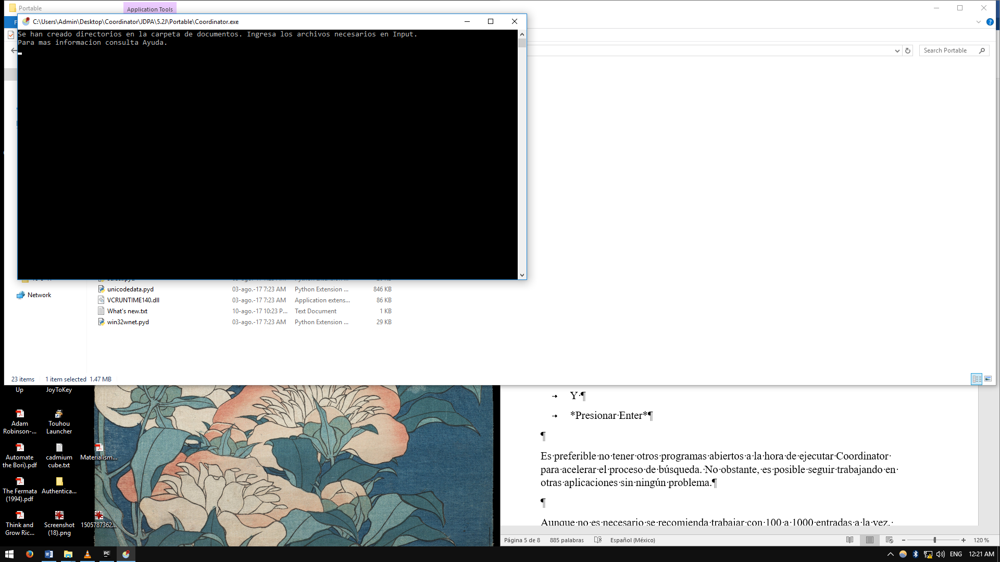 Portable
Application Tools
C:\Users\Admin\Desktop\Coordinator\JDPA\5.2J\Portable\Coordinator.exe
Se han creado directorios en la carpeta de documentos. Ingresa los archivos necesarios en Input.
Para mas informacion consulta Ayuda.
Search Portable
Network
unicodedata.pyd 03-ago.-17 7:23 AM Python Extension ... 846 KB
VCRUNTIME140.dll 03-ago.-17 7:23 AM Application extens... 86 KB
What's new.txt 10-ago.-17 10:23 P... Text Document 1 KB
win32wnet.pyd 03-ago.-17 7:23 AM Python Extension ... 29 KB
23 items 1 item selected 1.47 MB
Up
JoyToKey
Adam
Robinson-...
Touhou
Launcher
Automate
the Bori).pdf
cadmium
cube.txt
Materialism...
The Fermata
(1994).pdf
Authentica...
Think and
Grow Ric...
Screenshot
(18).png
1505787362...
→ Y·¶
→ *Presionar·Enter*¶
¶
Es·preferible·no·tener·otros·programas·abiertos·a·la·hora·de·ejecutar·Coordinator·
para·acelerar·el·proceso·de·búsqueda.·No·obstante,·es·posible·seguir·trabajando·en·
otras·aplicaciones·sin·ningún·problema.¶
¶
Aunque·no·es·necesario·se·recomienda·trabajar·con·100·a·1000·entradas·a·la·vez.·
Página 5 de 8 885 palabras Español (México) 120 %
PC
ENG 12:21 AM